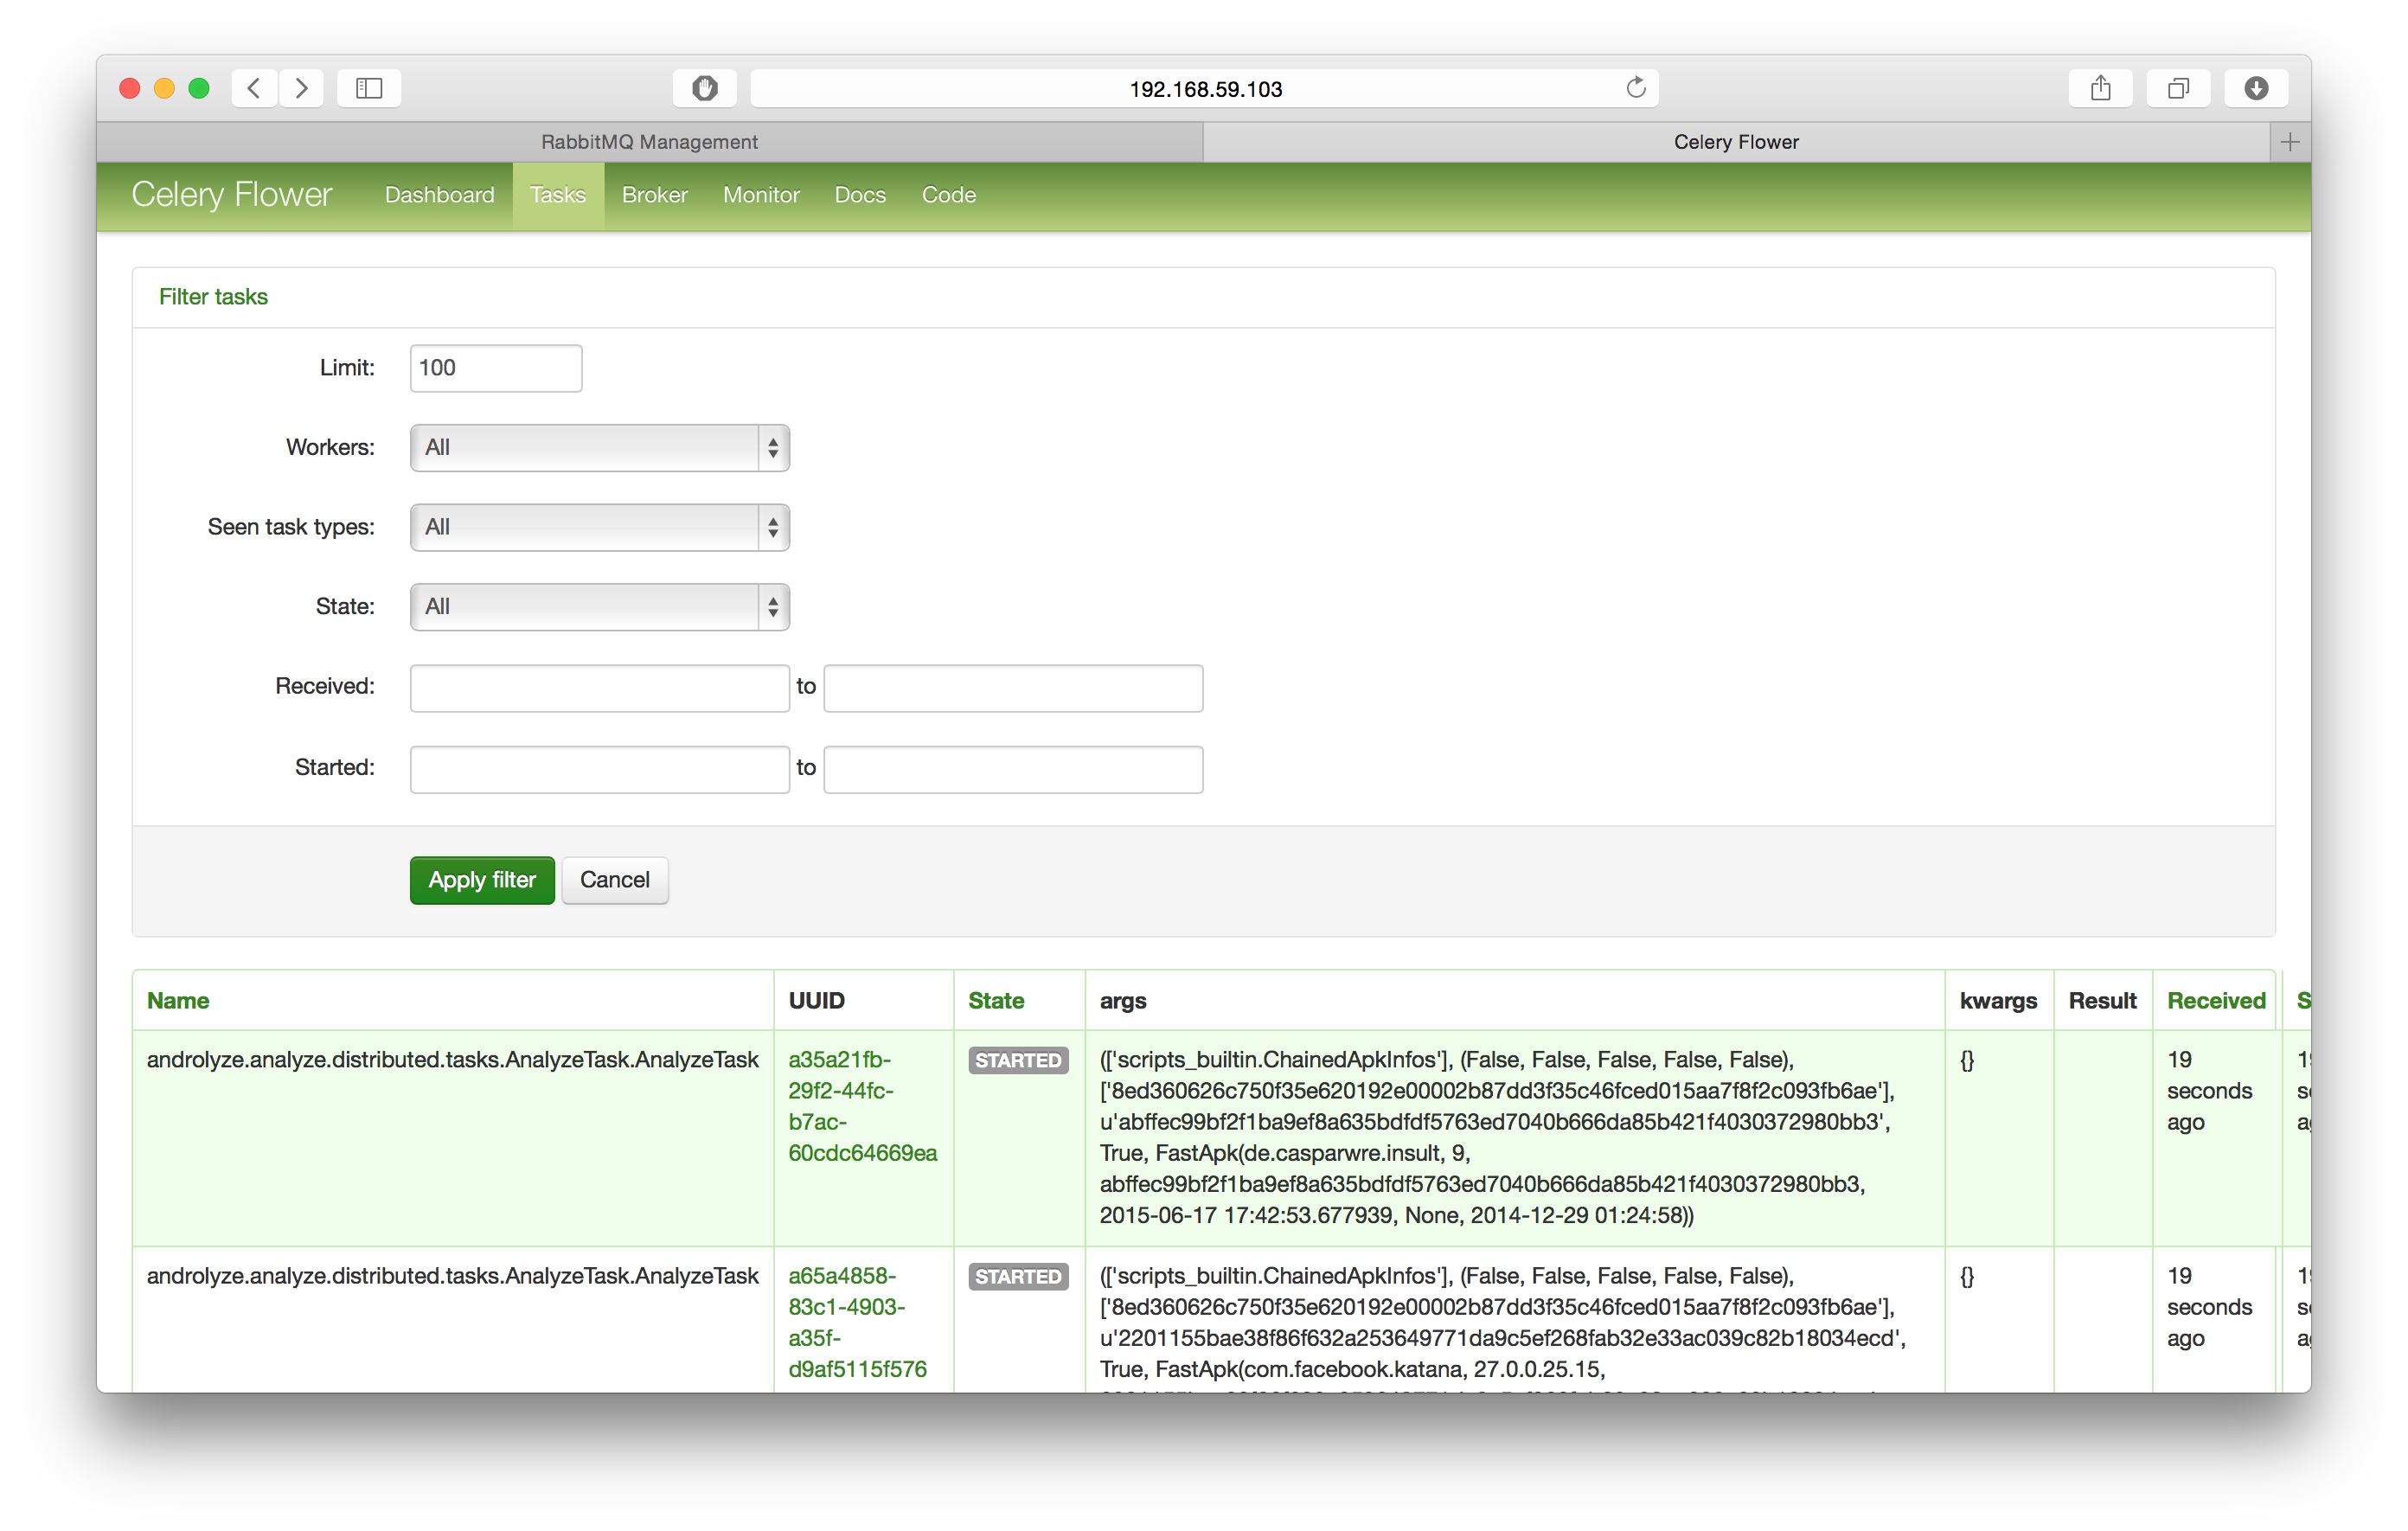 192.168.59.103
RabbitMQ Management
Celery Flower
Celery Flower Dashboard Tasks Broker Monitor Docs Code
Filter tasks
Limit: 100
Workers: All
Seen task types: All
State: All
Received: to
Started: to
Apply filter Cancel
Name UUID State args kwargs Result Received S
androlyze.analyze.distributed.tasks.AnalyzeTask.AnalyzeTask
a35a21fb-
29f2-44fc-
b7ac-
60cdc64669ea
STARTED
(['scripts_builtin.ChainedApkInfos'], (False, False, False, False, False),
['8ed360626c750f35e620192e00002b87dd3f35c46fced015aa7f8f2c093fb6ae'],
u'abffec99bf2f1ba9ef8a635bdfdf5763ed7040b666da85b421f4030372980bb3',
True, FastApk(de.casparwre.insult, 9,
abffec99bf2f1ba9ef8a635bdfdf5763ed7040b666da85b421f4030372980bb3,
2015-06-17 17:42:53.677939, None, 2014-12-29 01:24:58))
{}
19
seconds
ago
androlyze.analyze.distributed.tasks.AnalyzeTask.AnalyzeTask
a65a4858-
83c1-4903-
a35f-
d9af5115f576
STARTED
(['scripts_builtin.ChainedApkInfos'], (False, False, False, False, False),
['8ed360626c750f35e620192e00002b87dd3f35c46fced015aa7f8f2c093fb6ae'],
u'2201155bae38f86f632a253649771da9c5ef268fab32e33ac039c82b18034ecd',
True, FastApk(com.facebook.katana, 27.0.0.25.15,
{}
19
seconds
ago